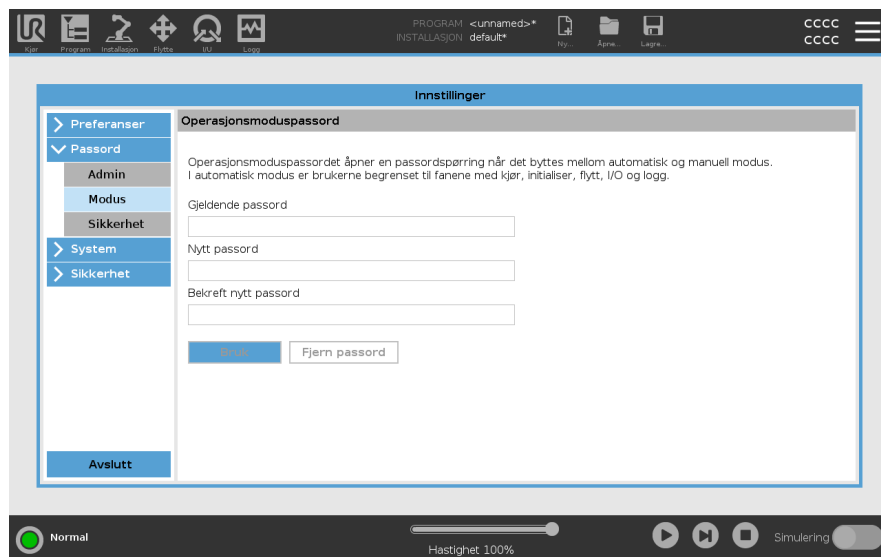 PROGRAM <unnamed>*
INSTALLASJON default*
CCCC
CCCC
Kjør Program Installasjon Flytte I/U Logg Ny... Åpne... Lagre...
Innstillinger
Preferanser
Passord
Admin
Modus
Sikkerhet
System
Sikkerhet
Avslutt
Operasjonsmoduspassord
Operasjonsmoduspassordet åpner en passordspørring når det byttes mellom automatisk og manuell modus.
I automatisk modus er brukerne begrenset til fanene med kjør, initialiser, flytt, I/O og logg.
Gjeldende passord
Nytt passord
Bekreft nytt passord
Bruk Fjern passord
Normal
Hastighet 100%
Simulering